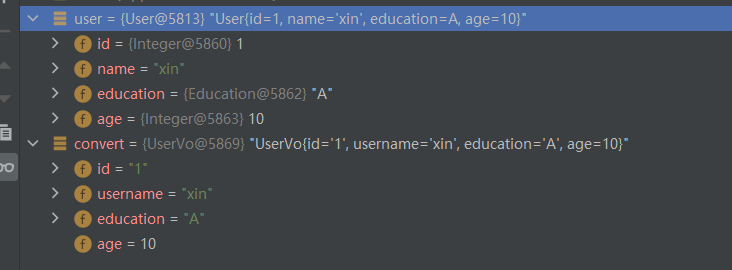 user = {User@5813} "User{id=1, name='xin', education=A, age=10}"
f id = {Integer@5860} 1
f name = "xin"
f education = {Education@5862} "A"
f age = {Integer@5863} 10
convert = {UserVo@5869} "UserVo{id='1', username='xin', education='A', age=10}"
f id = "1"
f username = "xin"
f education = "A"
f age = 10